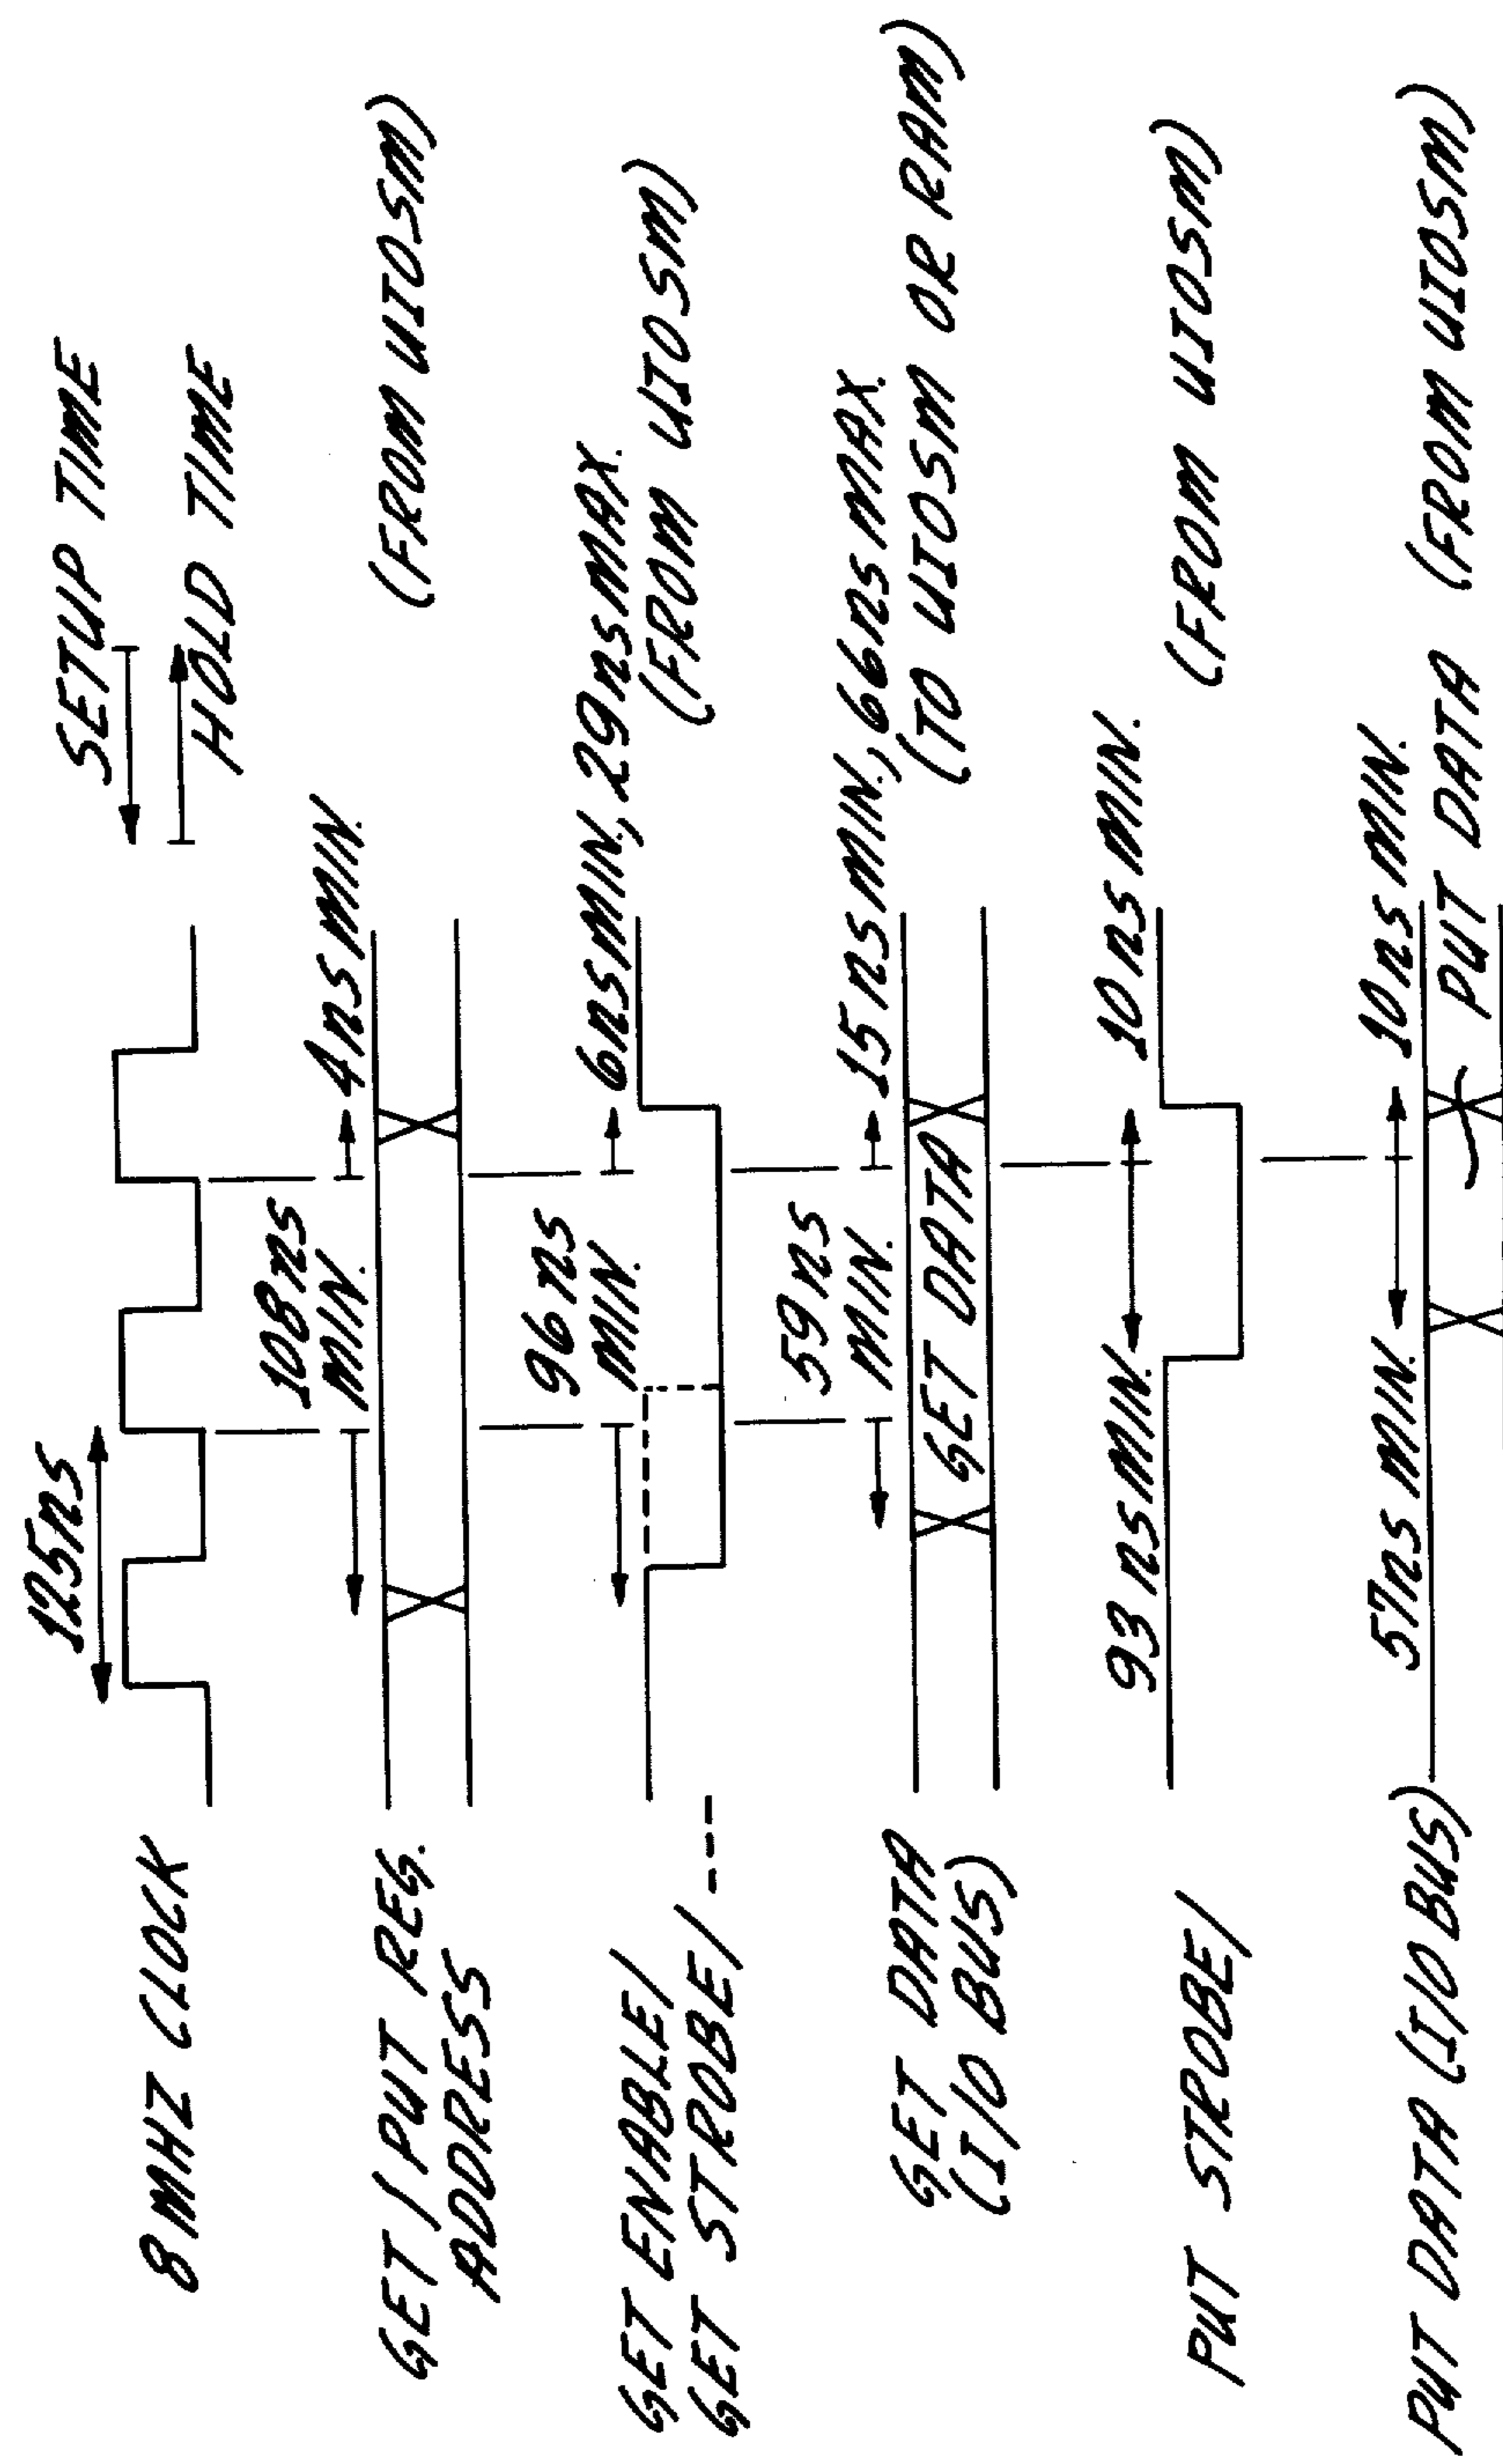 SETUP TIME
HOLD TIME
125ns
8 MHZ CLOCK
108ns
MIN.
4ns MIN.
GET/PUT REG.
ADDRESS
(FROM UIOSM)
96ns
MIN.
6ns MIN., 29ns MAX.
GET ENABLE/
GET STROBE/ ---
(FROM UIOSM)
59ns
MIN.
15ns MIN., 66ns MAX.
GET DATA
(I/O BUS)
GET DATA
(TO UIOSM OR RAM)
93ns MIN.
10ns MIN.
PUT STROBE/
(FROM UIOSM)
57ns MIN.
10ns MIN.
PUT DATA (I/O BUS)
PUT DATA
(FROM UIOSM)